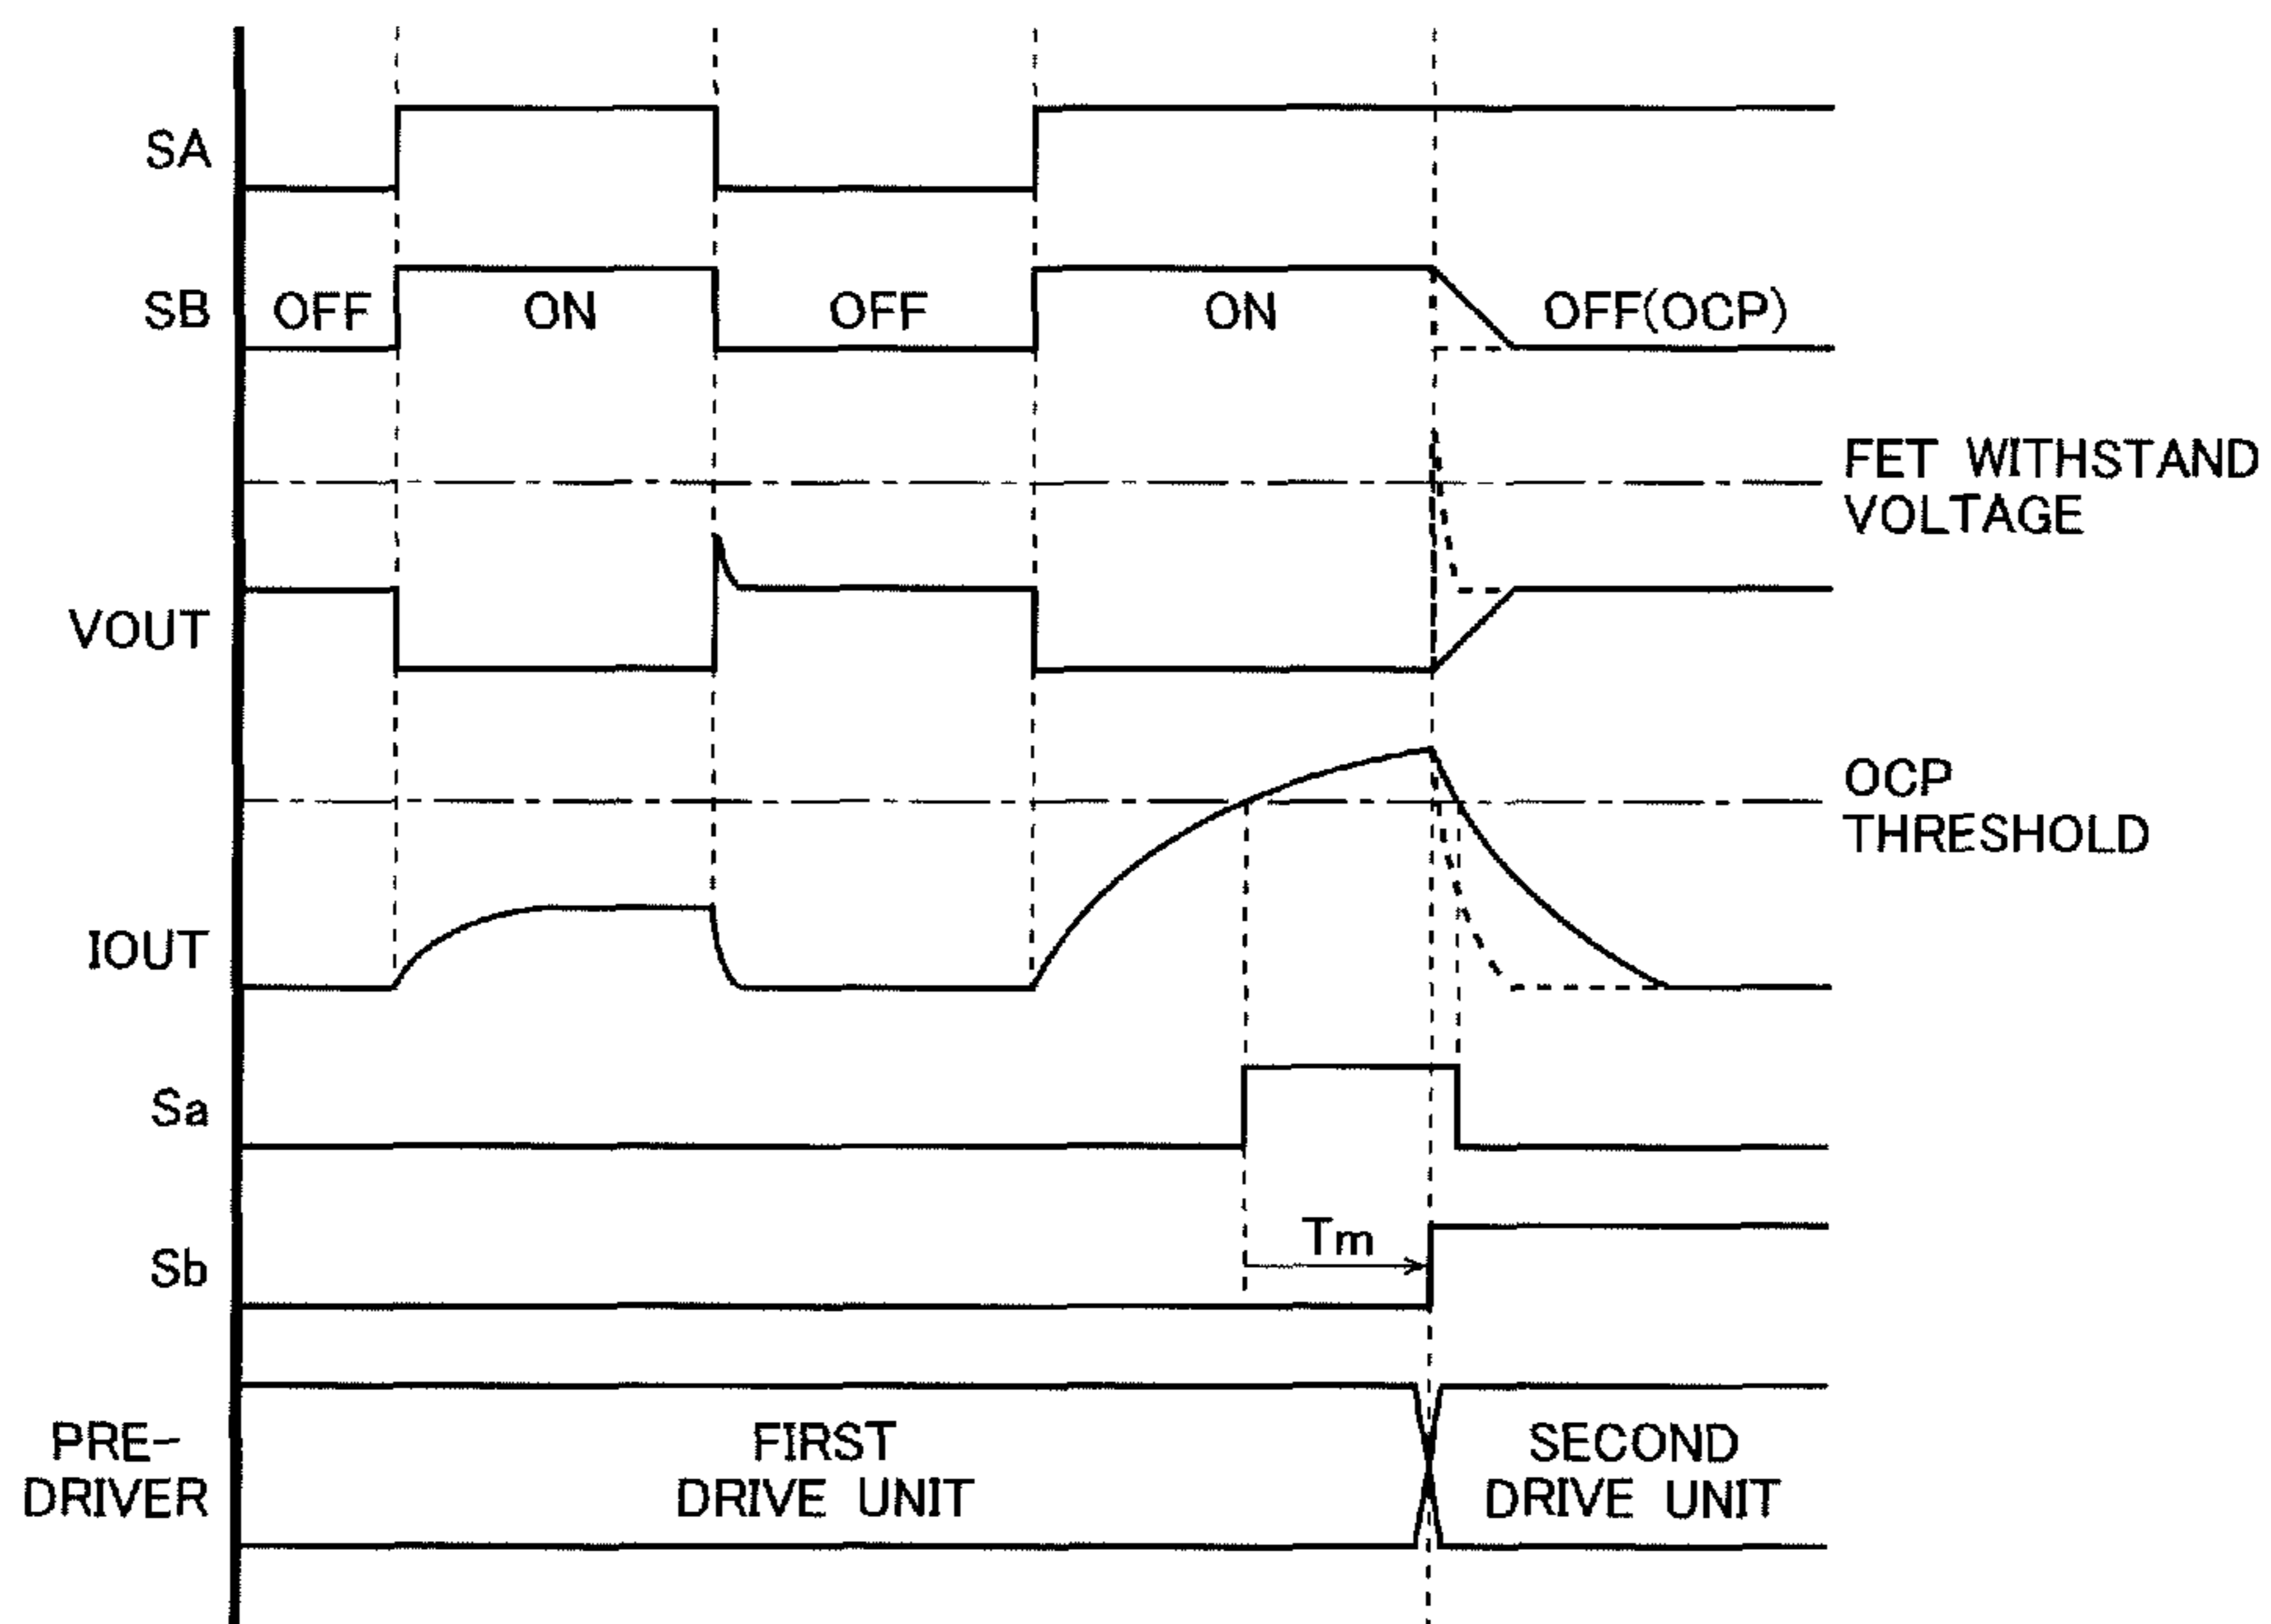 SA
SB
OFF
ON
OFF
ON
OFF(OCP)
FET WITHSTAND
VOLTAGE
VOUT
OCP
THRESHOLD
IOUT
Sa
Tm
Sb
PRE-
DRIVER
FIRST
DRIVE UNIT
SECOND
DRIVE UNIT